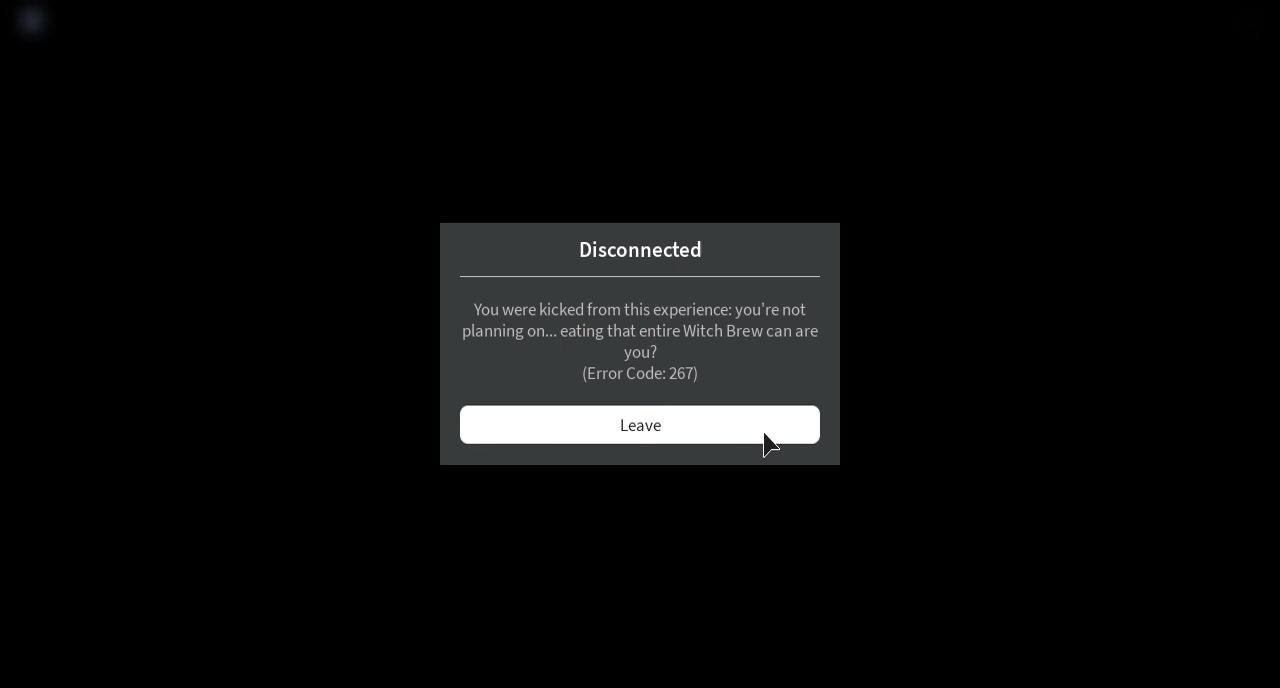 Disconnected
You were kicked from this experience: you're not
planning on... eating that entire Witch Brew can are
you?
(Error Code: 267)
Leave